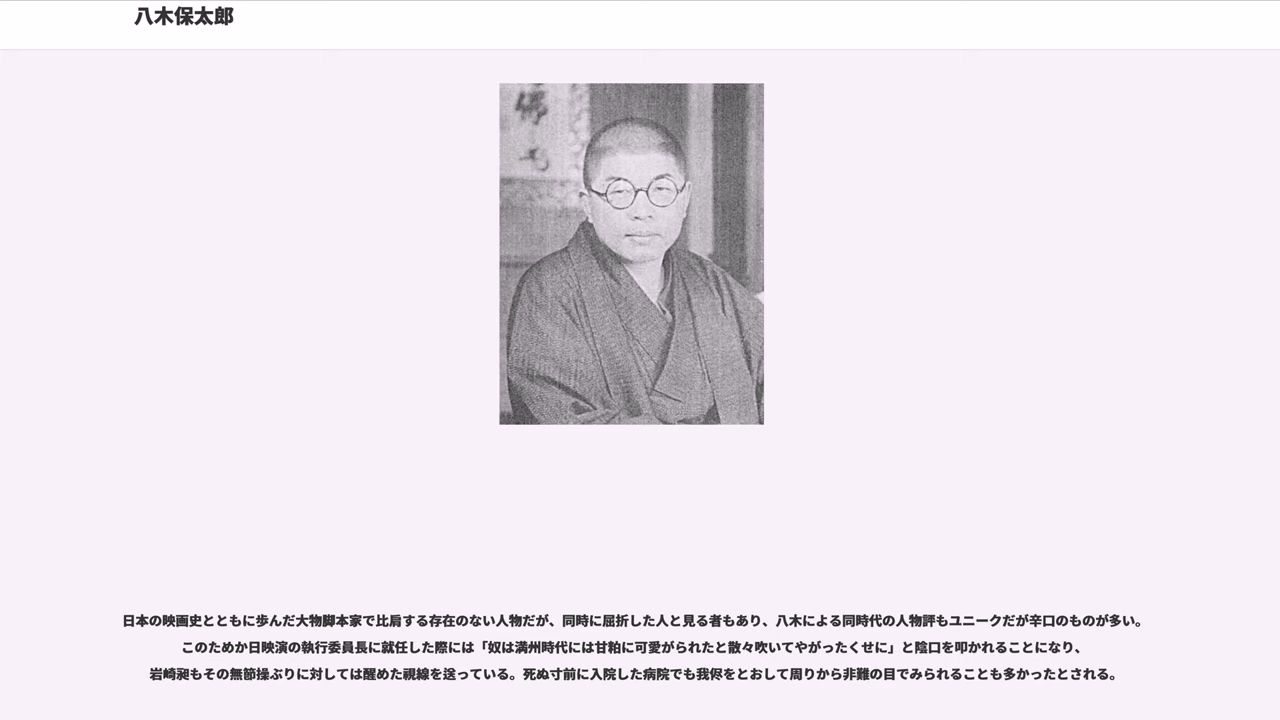 八木保太郎
日本の映画史とともに歩んだ大物脚本家で比肩する存在のない人物だが、同時に屈折した人と見る者もあり、八木による同時代の人物評もユニークだが辛口のものが多い。
このためか日映演の執行委員長に就任した際には「奴は満州時代には甘粕に可愛がられたと散々吹いてやがったくせに」と陰口を叩かれることになり、
岩崎昶もその無節操ぶりに対しては醒めた視線を送っている。死ぬ寸前に入院した病院でも我侭をとおして周りから非難の目でみられることも多かったとされる。